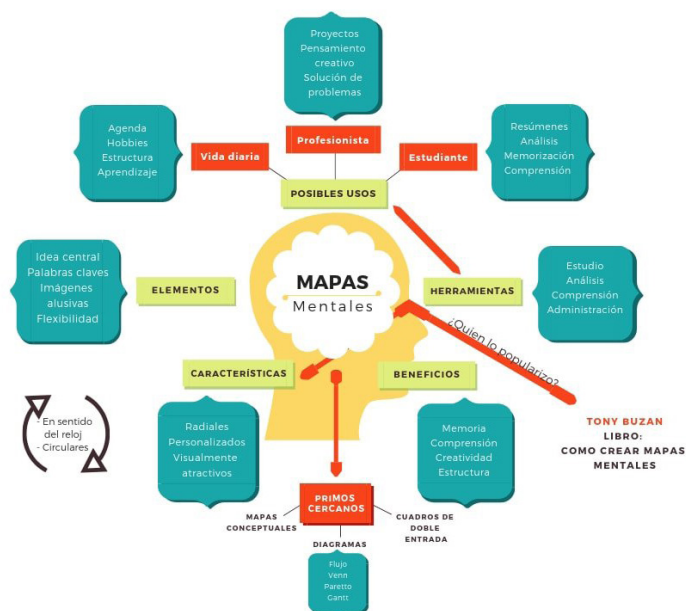 Proyectos
Pensamiento
creativo
Solución de
problemas
Profesionista
Agenda
Hobbies
Estructura
Aprendizaje
Vida diaria
Estudiante
Resúmenes
Análisis
Memorización
Comprensión
POSIBLES USOS
MAPAS
Mentales
Idea central
Palabras claves
Imágenes
alusivas
Flexibilidad
ELEMENTOS
HERRAMIENTAS
Estudio
Análisis
Comprensión
Administración
¿Quien lo popularizo?
TONY BUZAN
LIBRO:
COMO CREAR MAPAS
MENTALES
CARACTERÍSTICAS
BENEFICIOS
- En sentido
del reloj
- Circulares
Radiales
Personalizados
Visualmente
atractivos
Memoria
Comprensión
Creatividad
Estructura
PRIMOS
CERCANOS
MAPAS
CONCEPTUALES
CUADROS DE
DOBLE
ENTRADA
DIAGRAMAS
Flujo
Venn
Paretto
Gantt